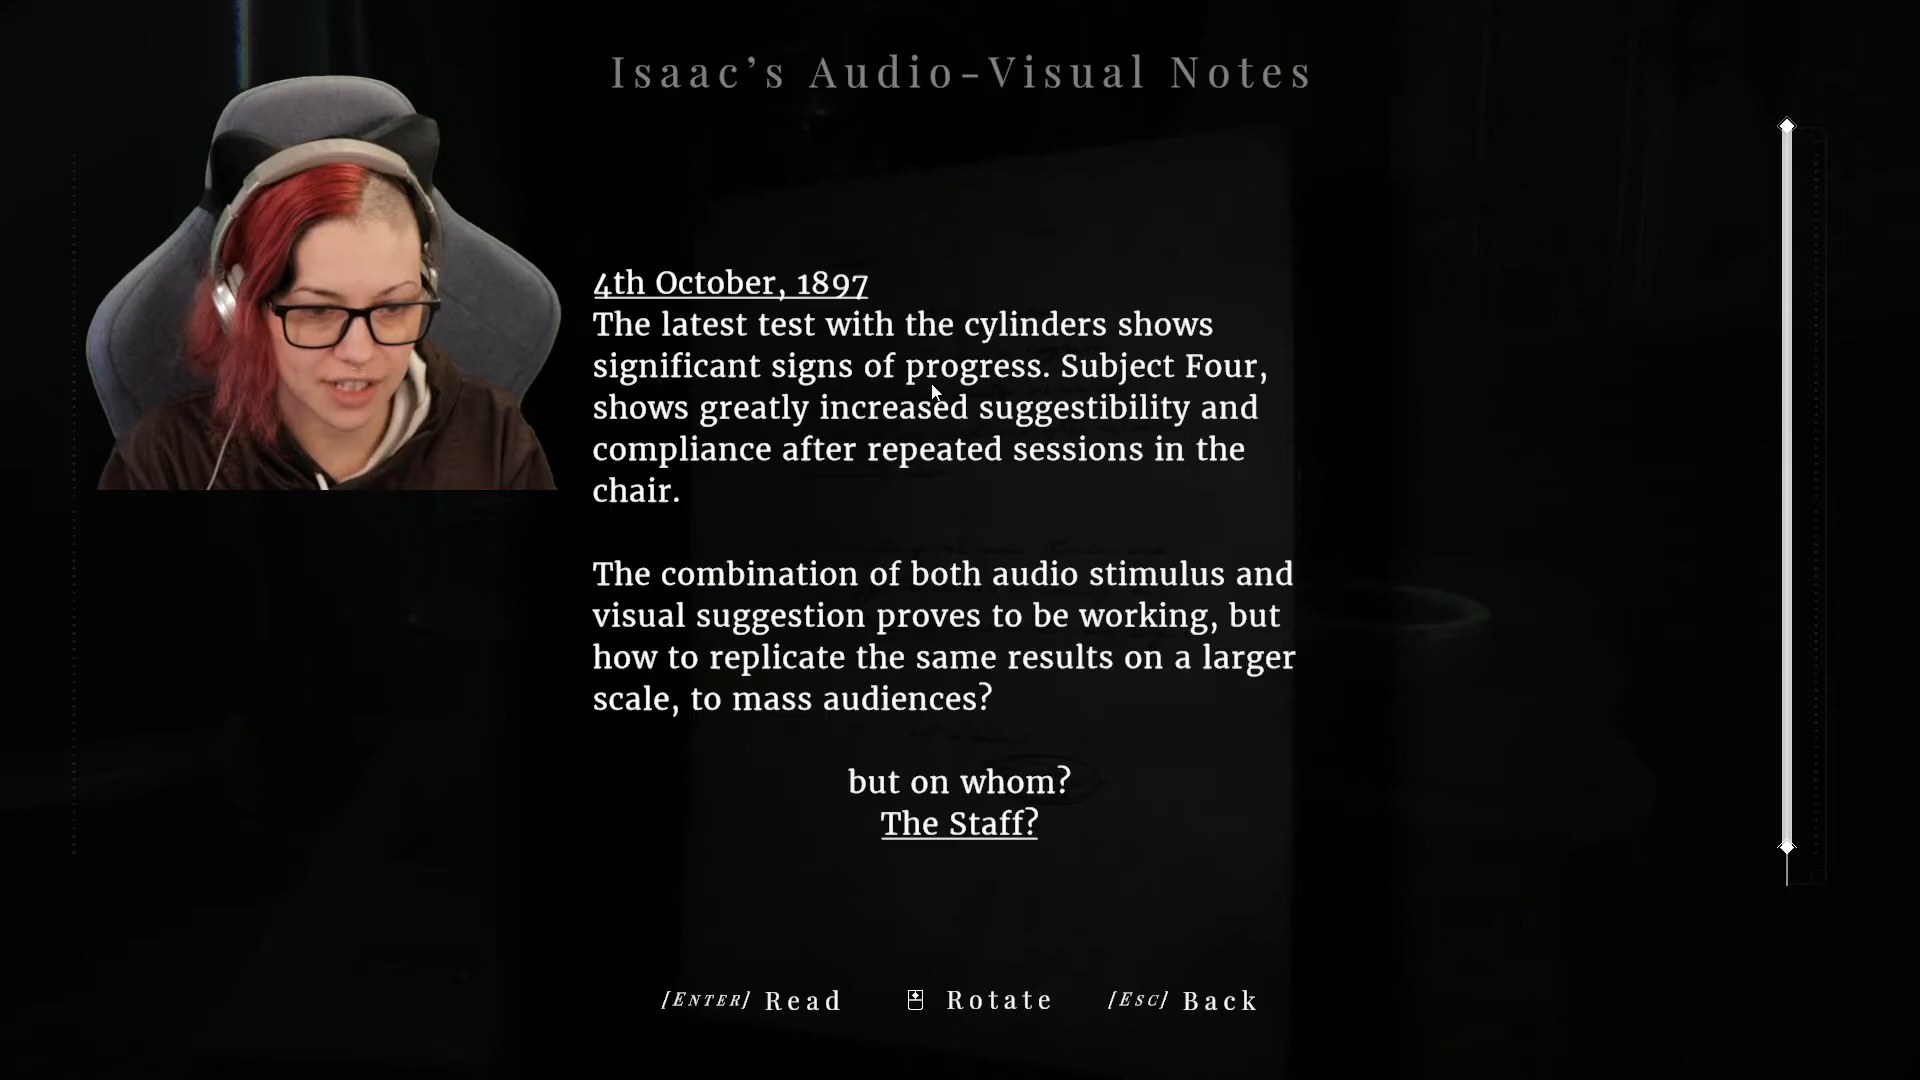 Isaac’s Audio-Visual Notes
4th October, 1897
The latest test with the cylinders shows
significant signs of progress. Subject Four,
shows greatly increased suggestibility and
compliance after repeated sessions in the
chair.
The combination of both audio stimulus and
visual suggestion proves to be working, but
how to replicate the same results on a larger
scale, to mass audiences?
but on whom?
The Staff?
[ENTER] Read Rotate [ESC] Back